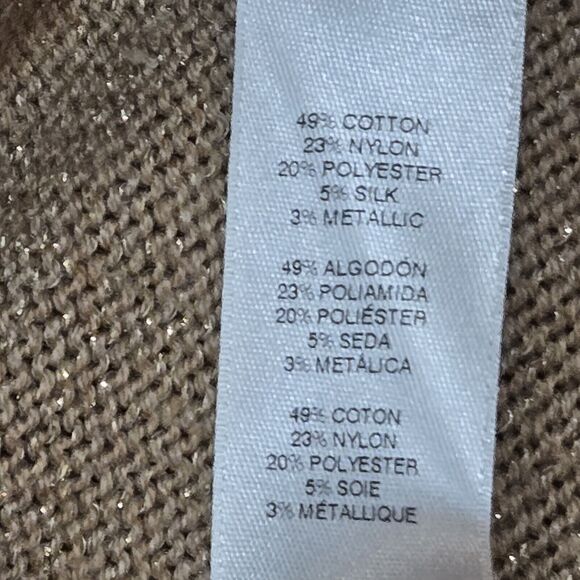 49% COTTON
23% NYLON
20% POLYESTER
5% SILK
3% METALLIC
49% ALGODÓN
23% POLIAMIDA
20% POLIÉSTER
5% SEDA
3% METÁLICA
49% COTON
23% NYLON
20% POLYESTER
5% SOIE
3% MÉTALLIQUE